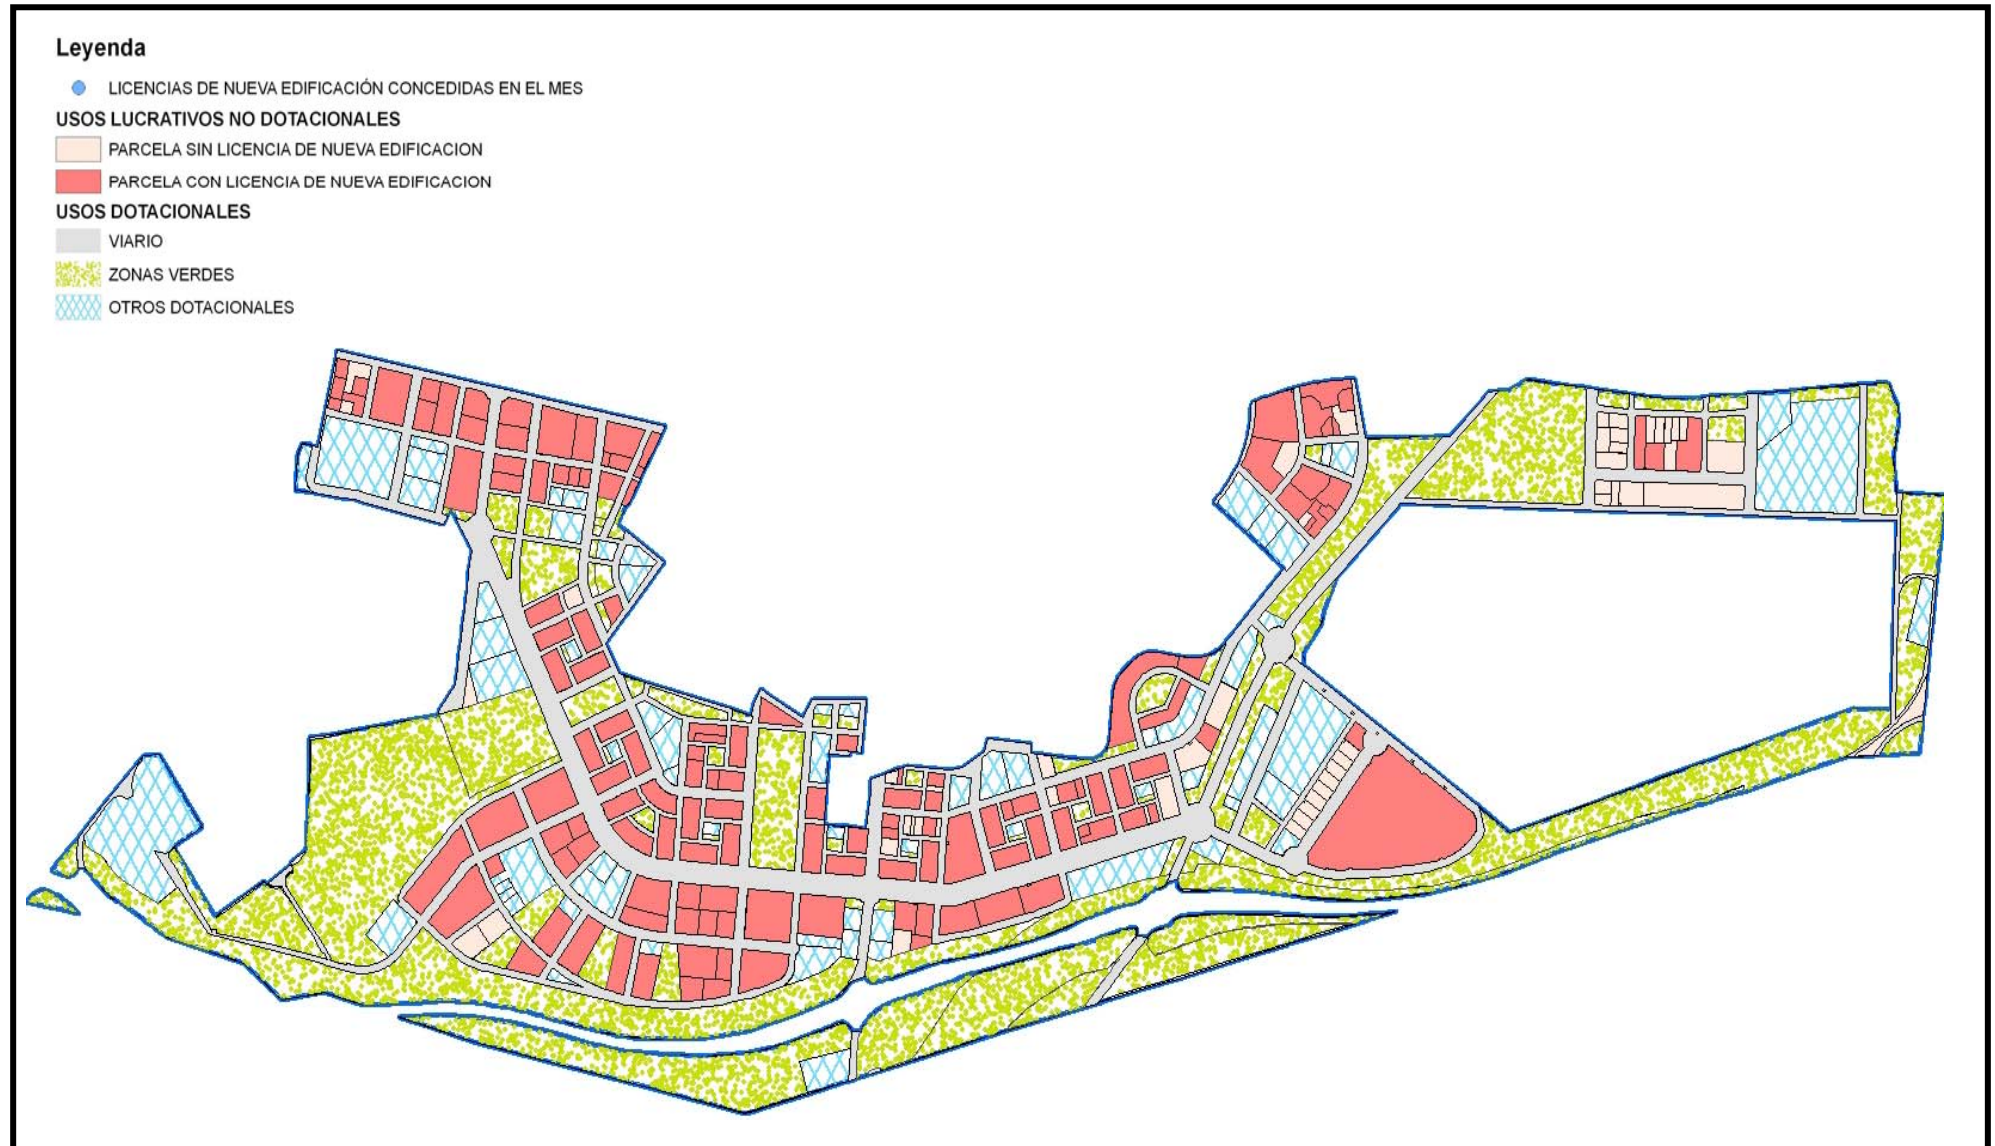 Leyenda
LICENCIAS DE NUEVA EDIFICACIÓN CONCEDIDAS EN EL MES
USOS LUCRATIVOS NO DOTACIONALES
PARCELA SIN LICENCIA DE NUEVA EDIFICACION
PARCELA CON LICENCIA DE NUEVA EDIFICACION
USOS DOTACIONALES
VIARIO
ZONAS VERDES
OTROS DOTACIONALES